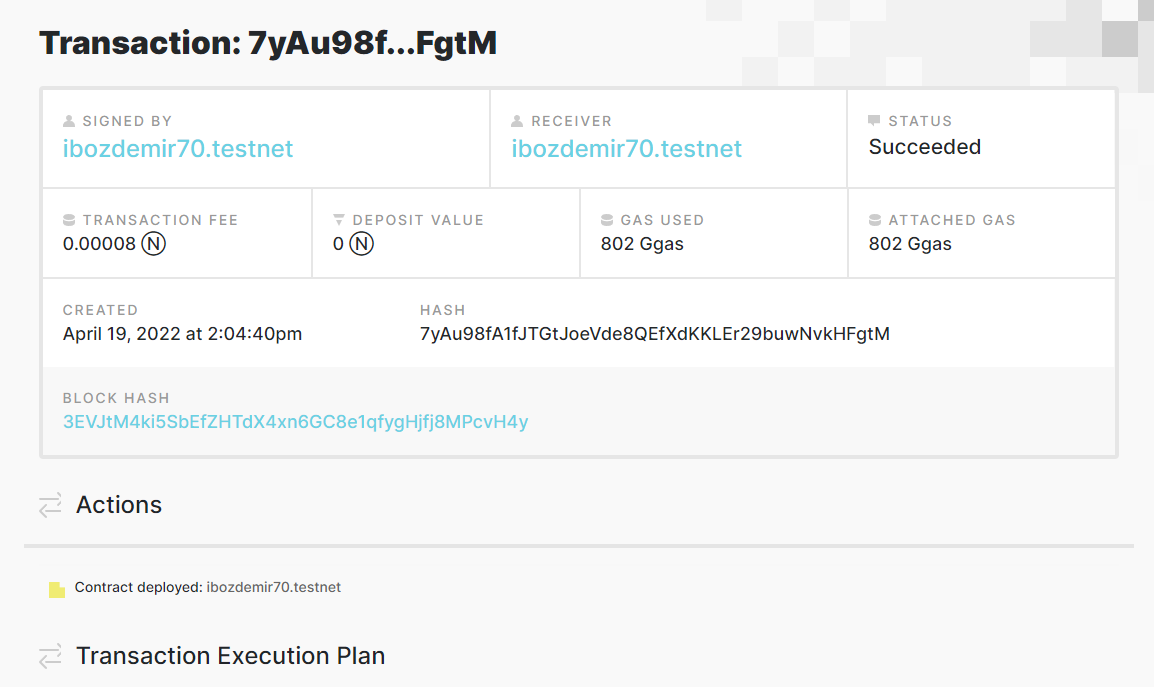 Transaction: 7yAu98f...FgtM
SIGNED BY
ibozdemir70.testnet
RECEIVER
ibozdemir70.testnet
STATUS
Succeeded
TRANSACTION FEE
0.00008 Ⓝ
DEPOSIT VALUE
0 Ⓝ
GAS USED
802 Ggas
ATTACHED GAS
802 Ggas
CREATED
April 19, 2022 at 2:04:40pm
HASH
7yAu98fA1fJTGtJoeVde8QEfXdKKLEr29buwNvkHFgtM
BLOCK HASH
3EVJtM4ki5SbEfZHTdX4xn6GC8e1qfygHjfj8MPcvH4y
Actions
Contract deployed: ibozdemir70.testnet
Transaction Execution Plan